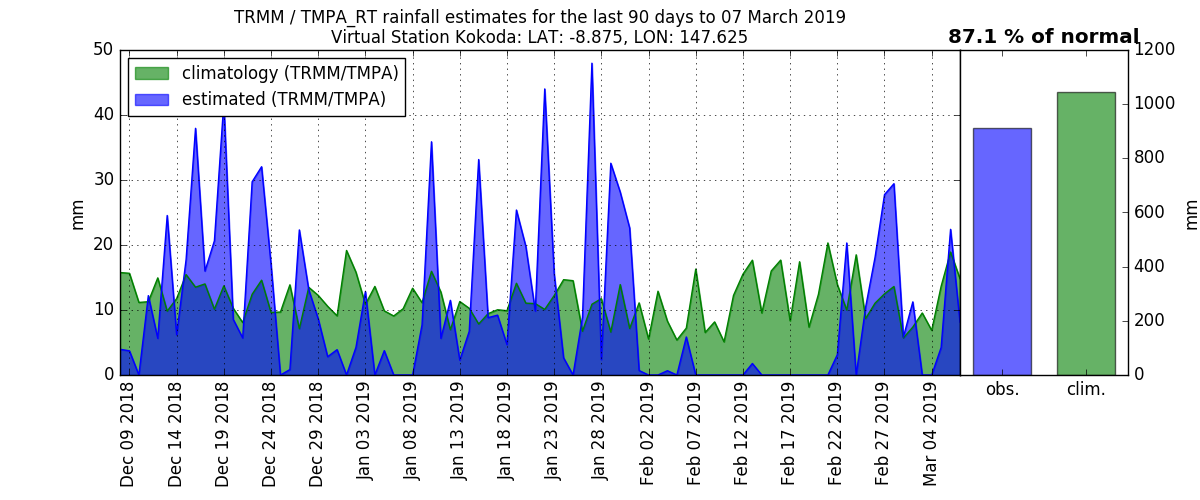 TRMM / TMPA_RT rainfall estimates for the last 90 days to 07 March 2019
Virtual Station Kokoda: LAT: -8.875, LON: 147.625
87.1 % of normal
climatology (TRMM/TMPA)
estimated (TRMM/TMPA)
50
40
30
20
10
0
mm
1200
1000
800
600
400
200
0
mm
Dec 09 2018
Dec 14 2018
Dec 19 2018
Dec 24 2018
Dec 29 2018
Jan 03 2019
Jan 08 2019
Jan 13 2019
Jan 18 2019
Jan 23 2019
Jan 28 2019
Feb 02 2019
Feb 07 2019
Feb 12 2019
Feb 17 2019
Feb 22 2019
Feb 27 2019
Mar 04 2019
obs.
clim.